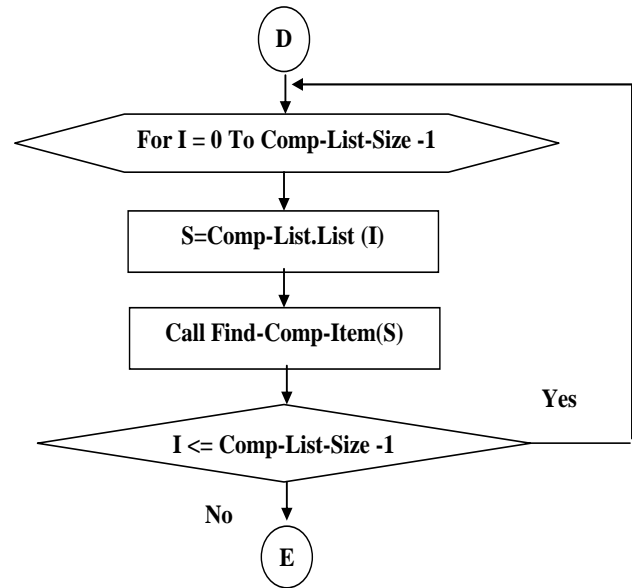 D
For I = 0 To Comp-List-Size -1
S=Comp-List.List (I)
Call Find-Comp-Item(S)
Yes
I <= Comp-List-Size -1
No
E